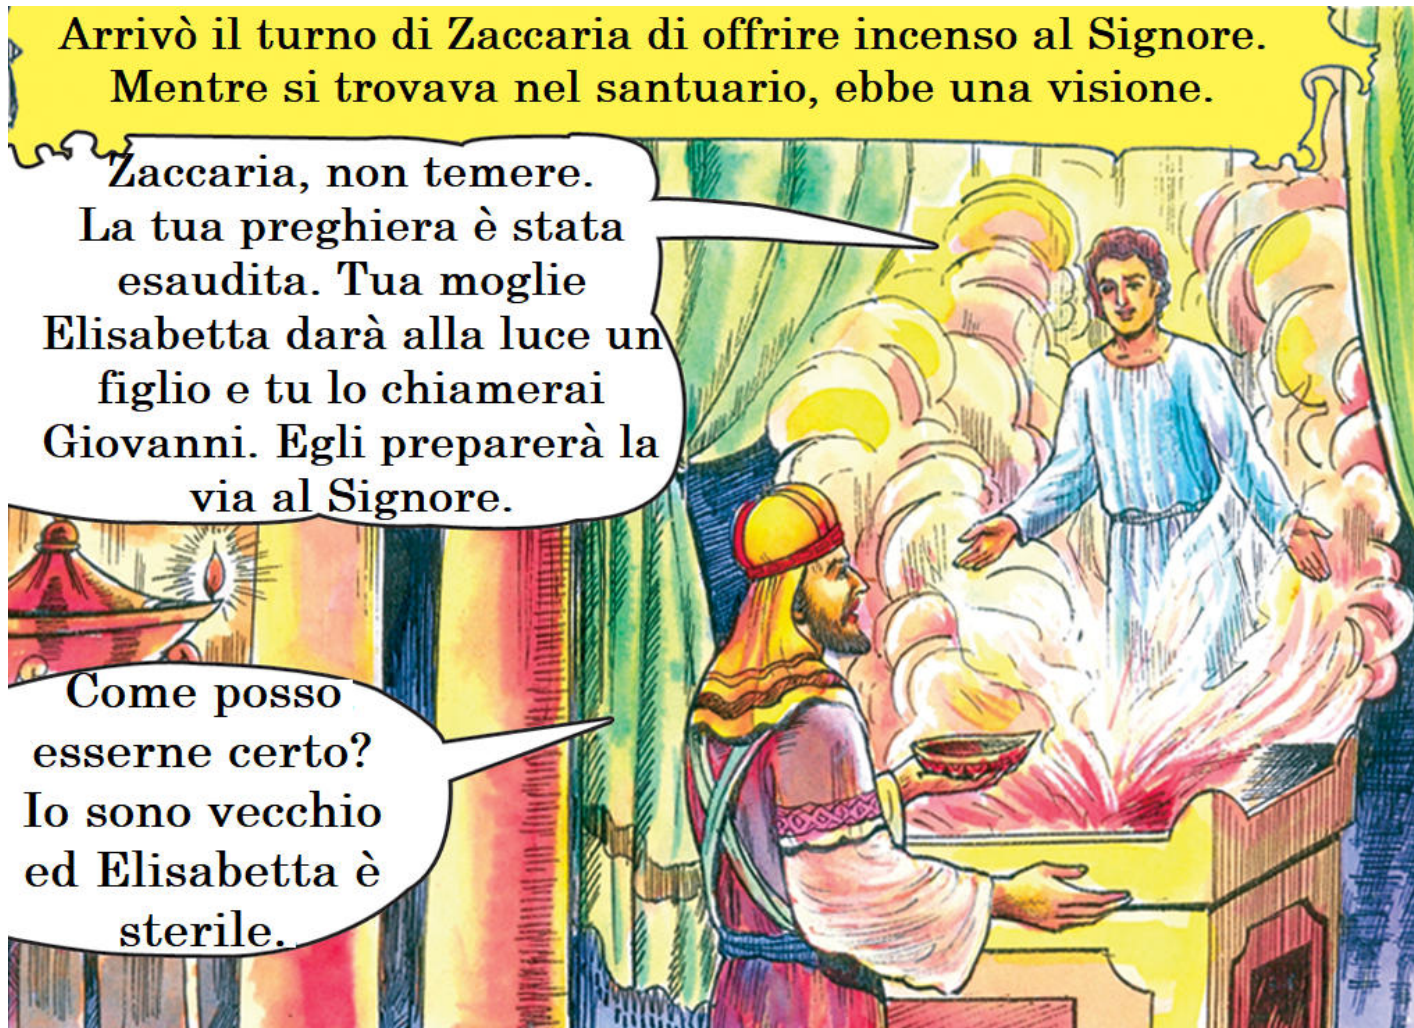 Arrivò il turno di Zaccaria di offrire incenso al Signore.
Mentre si trovava nel santuario, ebbe una visione.
Zaccaria, non temere.
La tua preghiera è stata
esaudita. Tua moglie
Elisabetta darà alla luce un
figlio e tu lo chiamerai
Giovanni. Egli preparerà la
via al Signore.
Come posso
esserne certo?
Io sono vecchio
ed Elisabetta è
sterile.